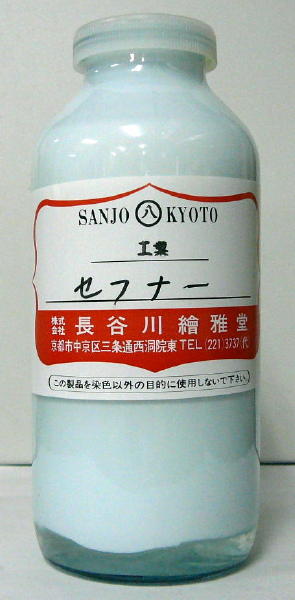 SANJO 八 KYOTO
工業
セフナー
株式会社 長谷川繪雅堂
京都市中京区三条通西洞院東TEL(221)3737(代)
この製品を染色以外の目的に使用しないで下さい。